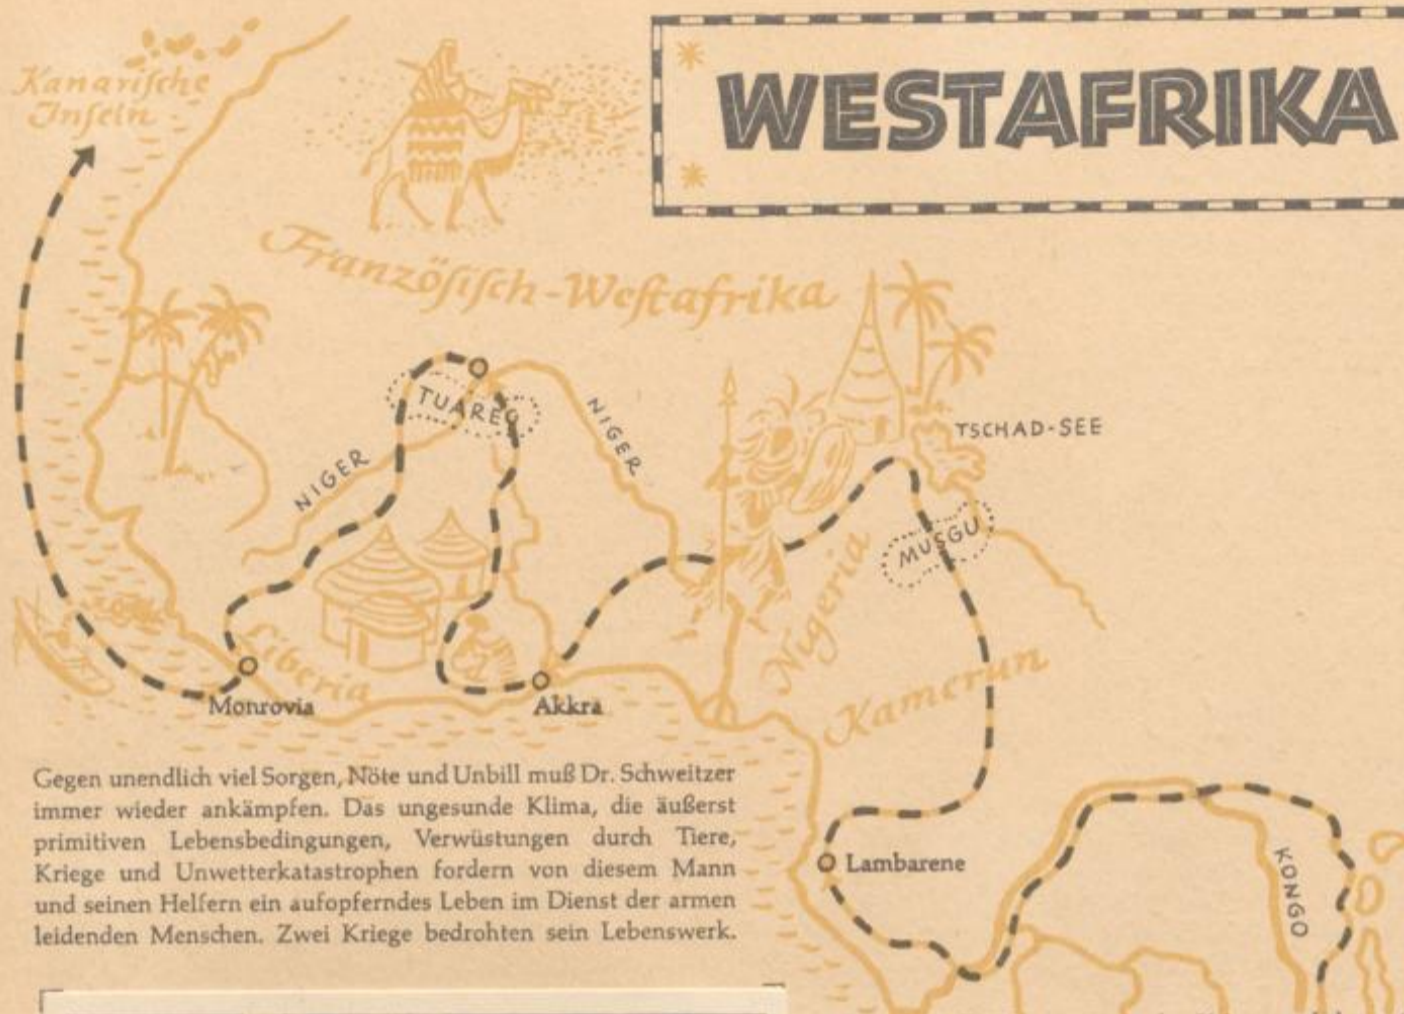 WESTAFRIKA
Kanarische
Inseln
Französisch-Westafrika
TUAREG
NIGER
NIGER
TSCHAD-SEE
MUSGU
Nigeria
Kamerun
Liberia
Monrovia
Akkra
Lambarene
KONGO
Gegen unendlich viel Sorgen, Nöte und Unbill muß Dr. Schweitzer
immer wieder ankämpfen. Das ungesunde Klima, die äußerst
primitiven Lebensbedingungen, Verwüstungen durch Tiere,
Kriege und Unwetterkatastrophen fordern von diesem Mann
und seinen Helfern ein aufopferndes Leben im Dienst der armen
leidenden Menschen. Zwei Kriege bedrohten sein Lebenswerk.